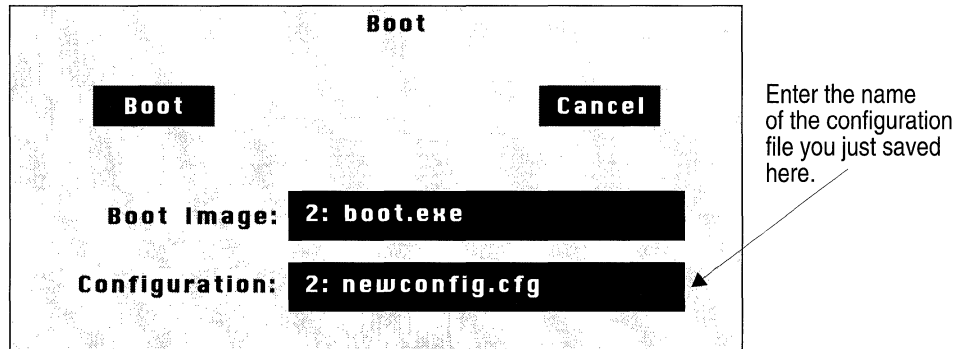 Boot
Boot Cancel
Boot Image: 2: boot.exe
Configuration: 2: newconfig.cfg
Enter the name
of the configuration
file you just saved
here.